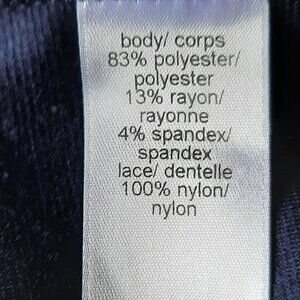 body/ corps
83% polyester/
polyester
13% rayon/
rayonne
4% spandex/
spandex
lace/ dentelle
100% nylon/
nylon